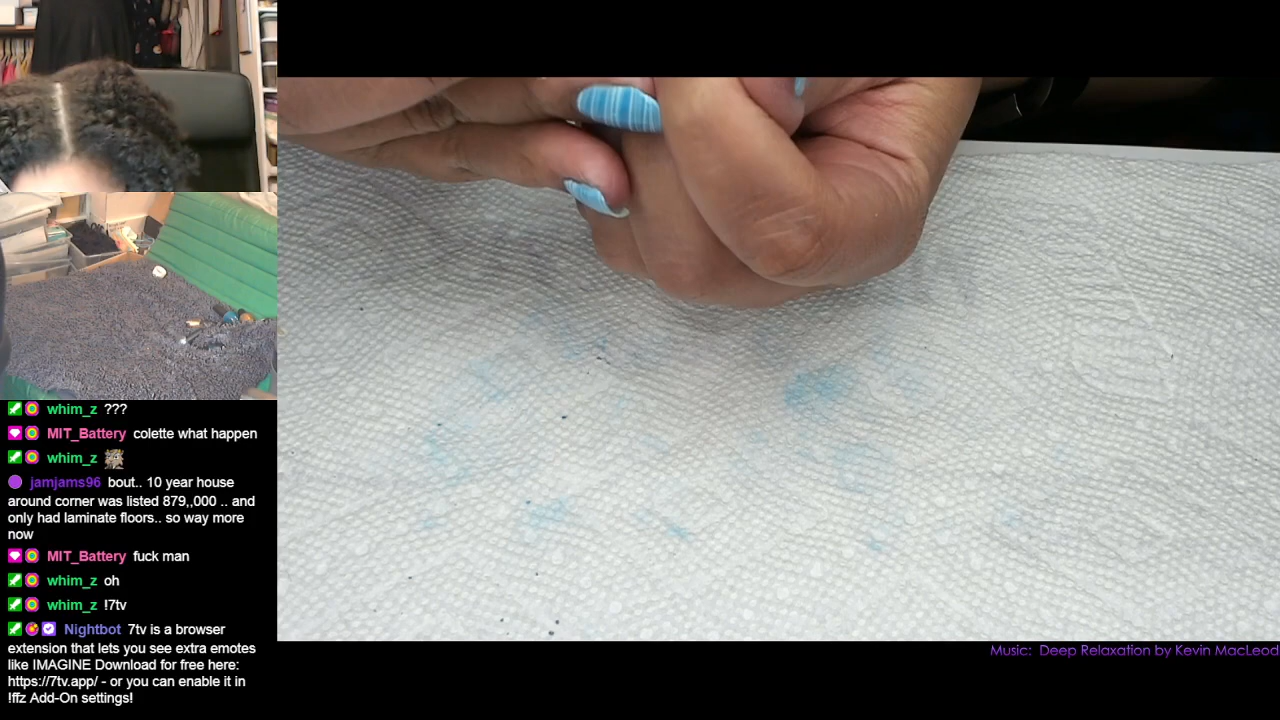 whim_z ???
MIT_Battery colette what happen
whim_z
jamjams96 bout.. 10 year house
around corner was listed 879,,000 .. and
only had laminate floors.. so way more
now
MIT_Battery fuck man
whim_z oh
whim_z !7tv
Nightbot 7tv is a browser
extension that lets you see extra emotes
like IMAGINE Download for free here:
https://7tv.app/ - or you can enable it in
!ffz Add-On settings!
Music: Deep Relaxation by Kevin MacLeod